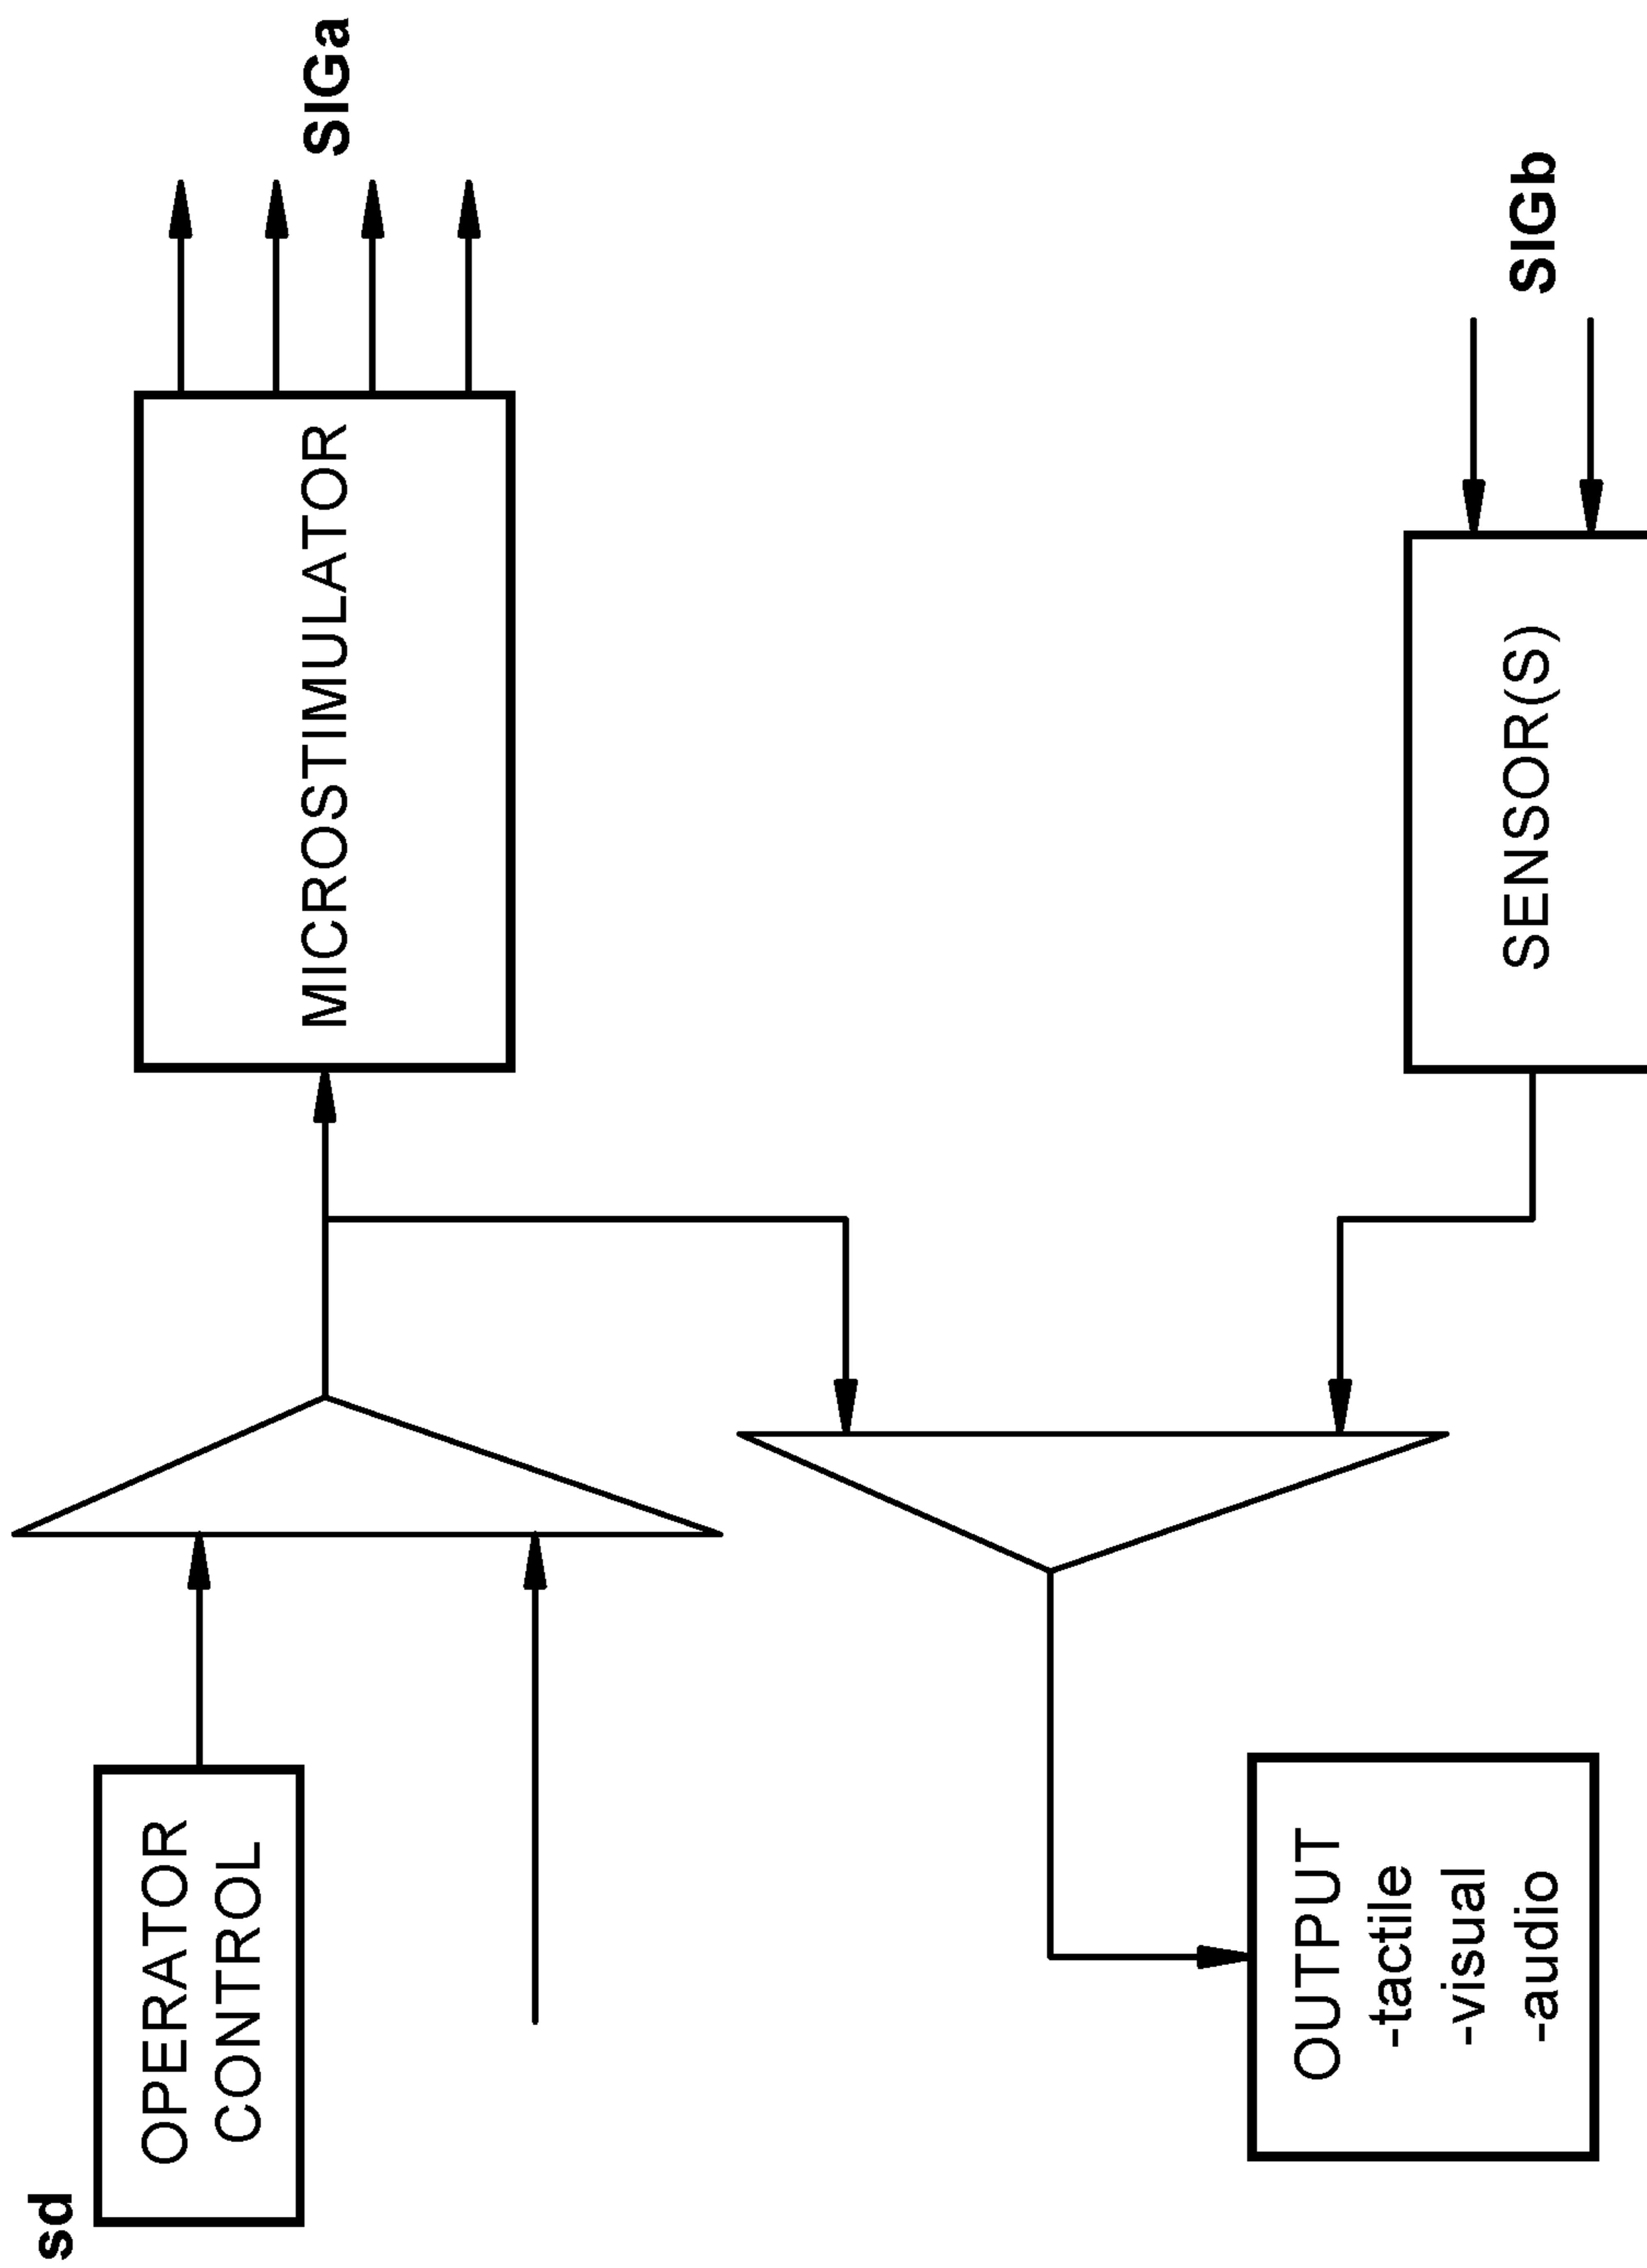 sd
OPERATOR
CONTROL
MICROSTIMULATOR
SIGa
OUTPUT
-tactile
-visual
-audio
SENSOR(S)
SIGb